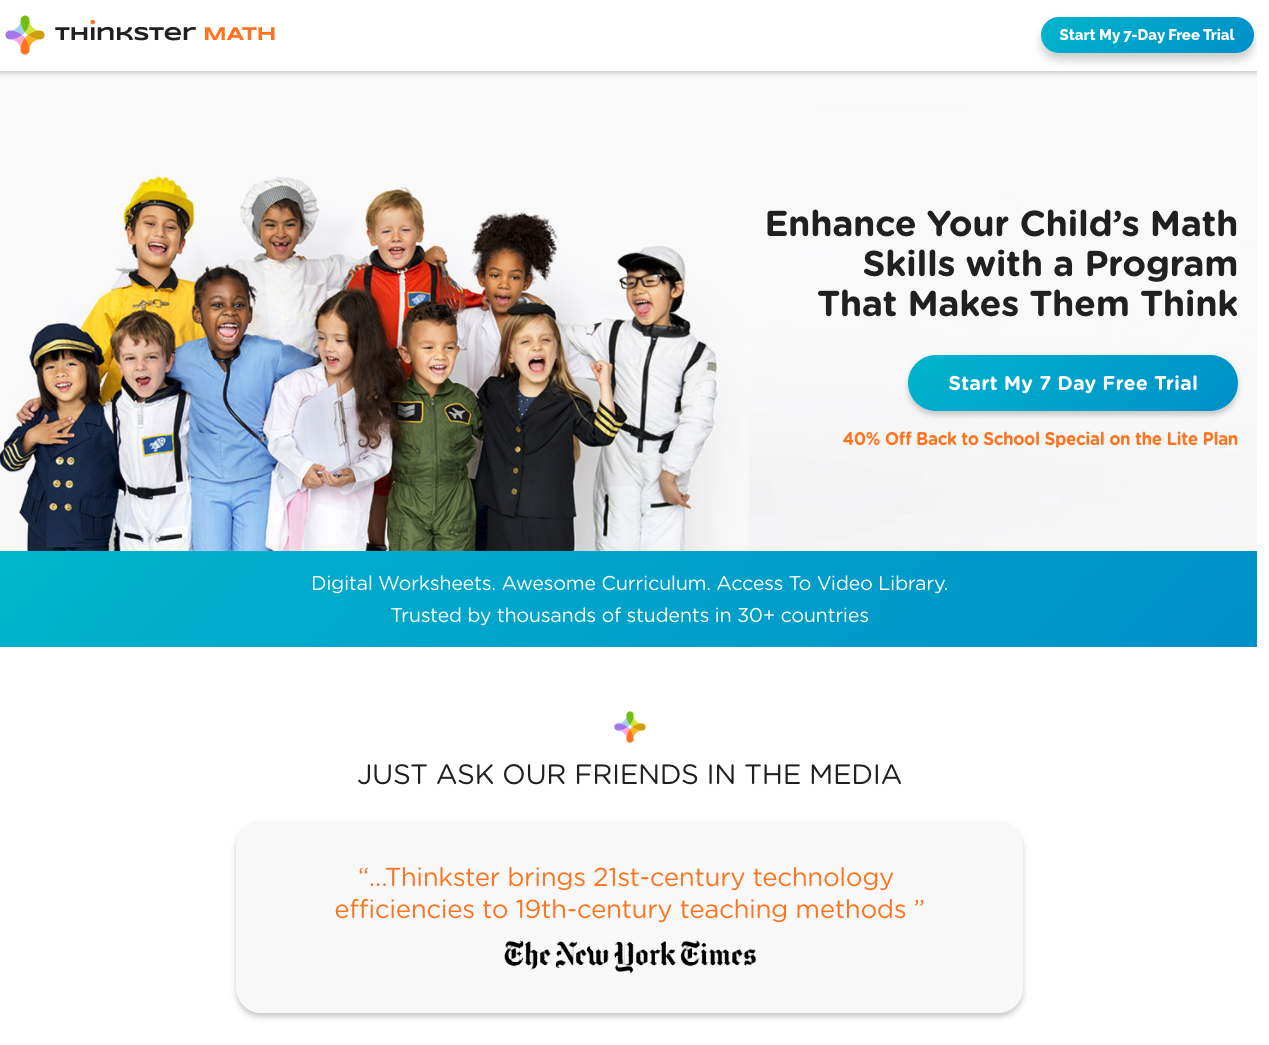 THINKSTER MATH
Start My 7-Day Free Trial
Enhance Your Child’s Math
Skills with a Program
That Makes Them Think
Start My 7 Day Free Trial
40% Off Back to School Special on the Lite Plan
Digital Worksheets. Awesome Curriculum. Access To Video Library.
Trusted by thousands of students in 30+ countries
JUST ASK OUR FRIENDS IN THE MEDIA
“...Thinkster brings 21st-century technology
efficiencies to 19th-century teaching methods ”
The New York Times